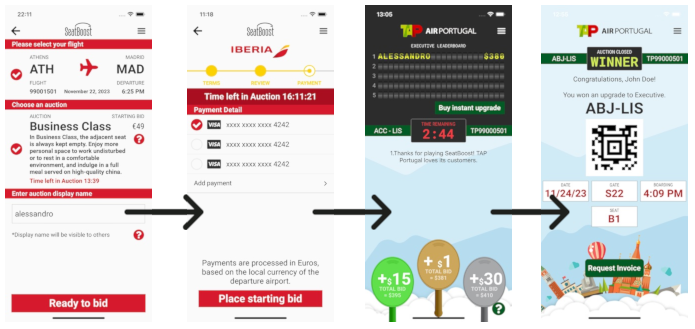 22:11
SeatBoost
Please select your flight
ATHENS
MADRID
ATH
MAD
FLIGHT
DEPARTURE
99001501
November 22, 2023
6:25 PM
Choose an auction
AUCTION
STARTING BID
Business Class
€49
In Business Class, the adjacent seat
is always kept empty. Enjoy more
personal space to work undisturbed
or to rest in a comfortable
environment, and indulge in a full
meal served on high-quality china.
Time left in Auction 13:39
Enter auction display name
alessandro
*Display name will be visible to others
Ready to bid
11:18
SeatBoost
IBERIA
TERMS
REVIEW
PAYMENT
Time left in Auction 16:11:21
Payment Detail
VISA xxxx xxxx xxxx 4242
VISA xxxx xxxx xxxx 4242
VISA xxxx xxxx xxxx 4242
Add payment
Payments are processed in Euros,
based on the local currency of the
departure airport.
Place starting bid
13:05
TAP AIR PORTUGAL
EXECUTIVE LEADERBOARD
1 ALESSANDRO $380
2
3
4
5
Buy instant upgrade
ACC - LIS
TIME REMAINING
2:44
TP99000501
1.Thanks for playing SeatBoost! TAP
Portugal loves its customers.
+$15
TOTAL BID
= $395
+$1
TOTAL BID
= $381
+$30
TOTAL BID
= $410
TAP AIR PORTUGAL
ABJ-LIS
AUCTION CLOSED
WINNER
TP99000501
Congratulations, John Doe!
You won an upgrade to Executive.
ABJ-LIS
DATE
11/24/23
GATE
S22
BOARDING
4:09 PM
SEAT
B1
Request Invoice